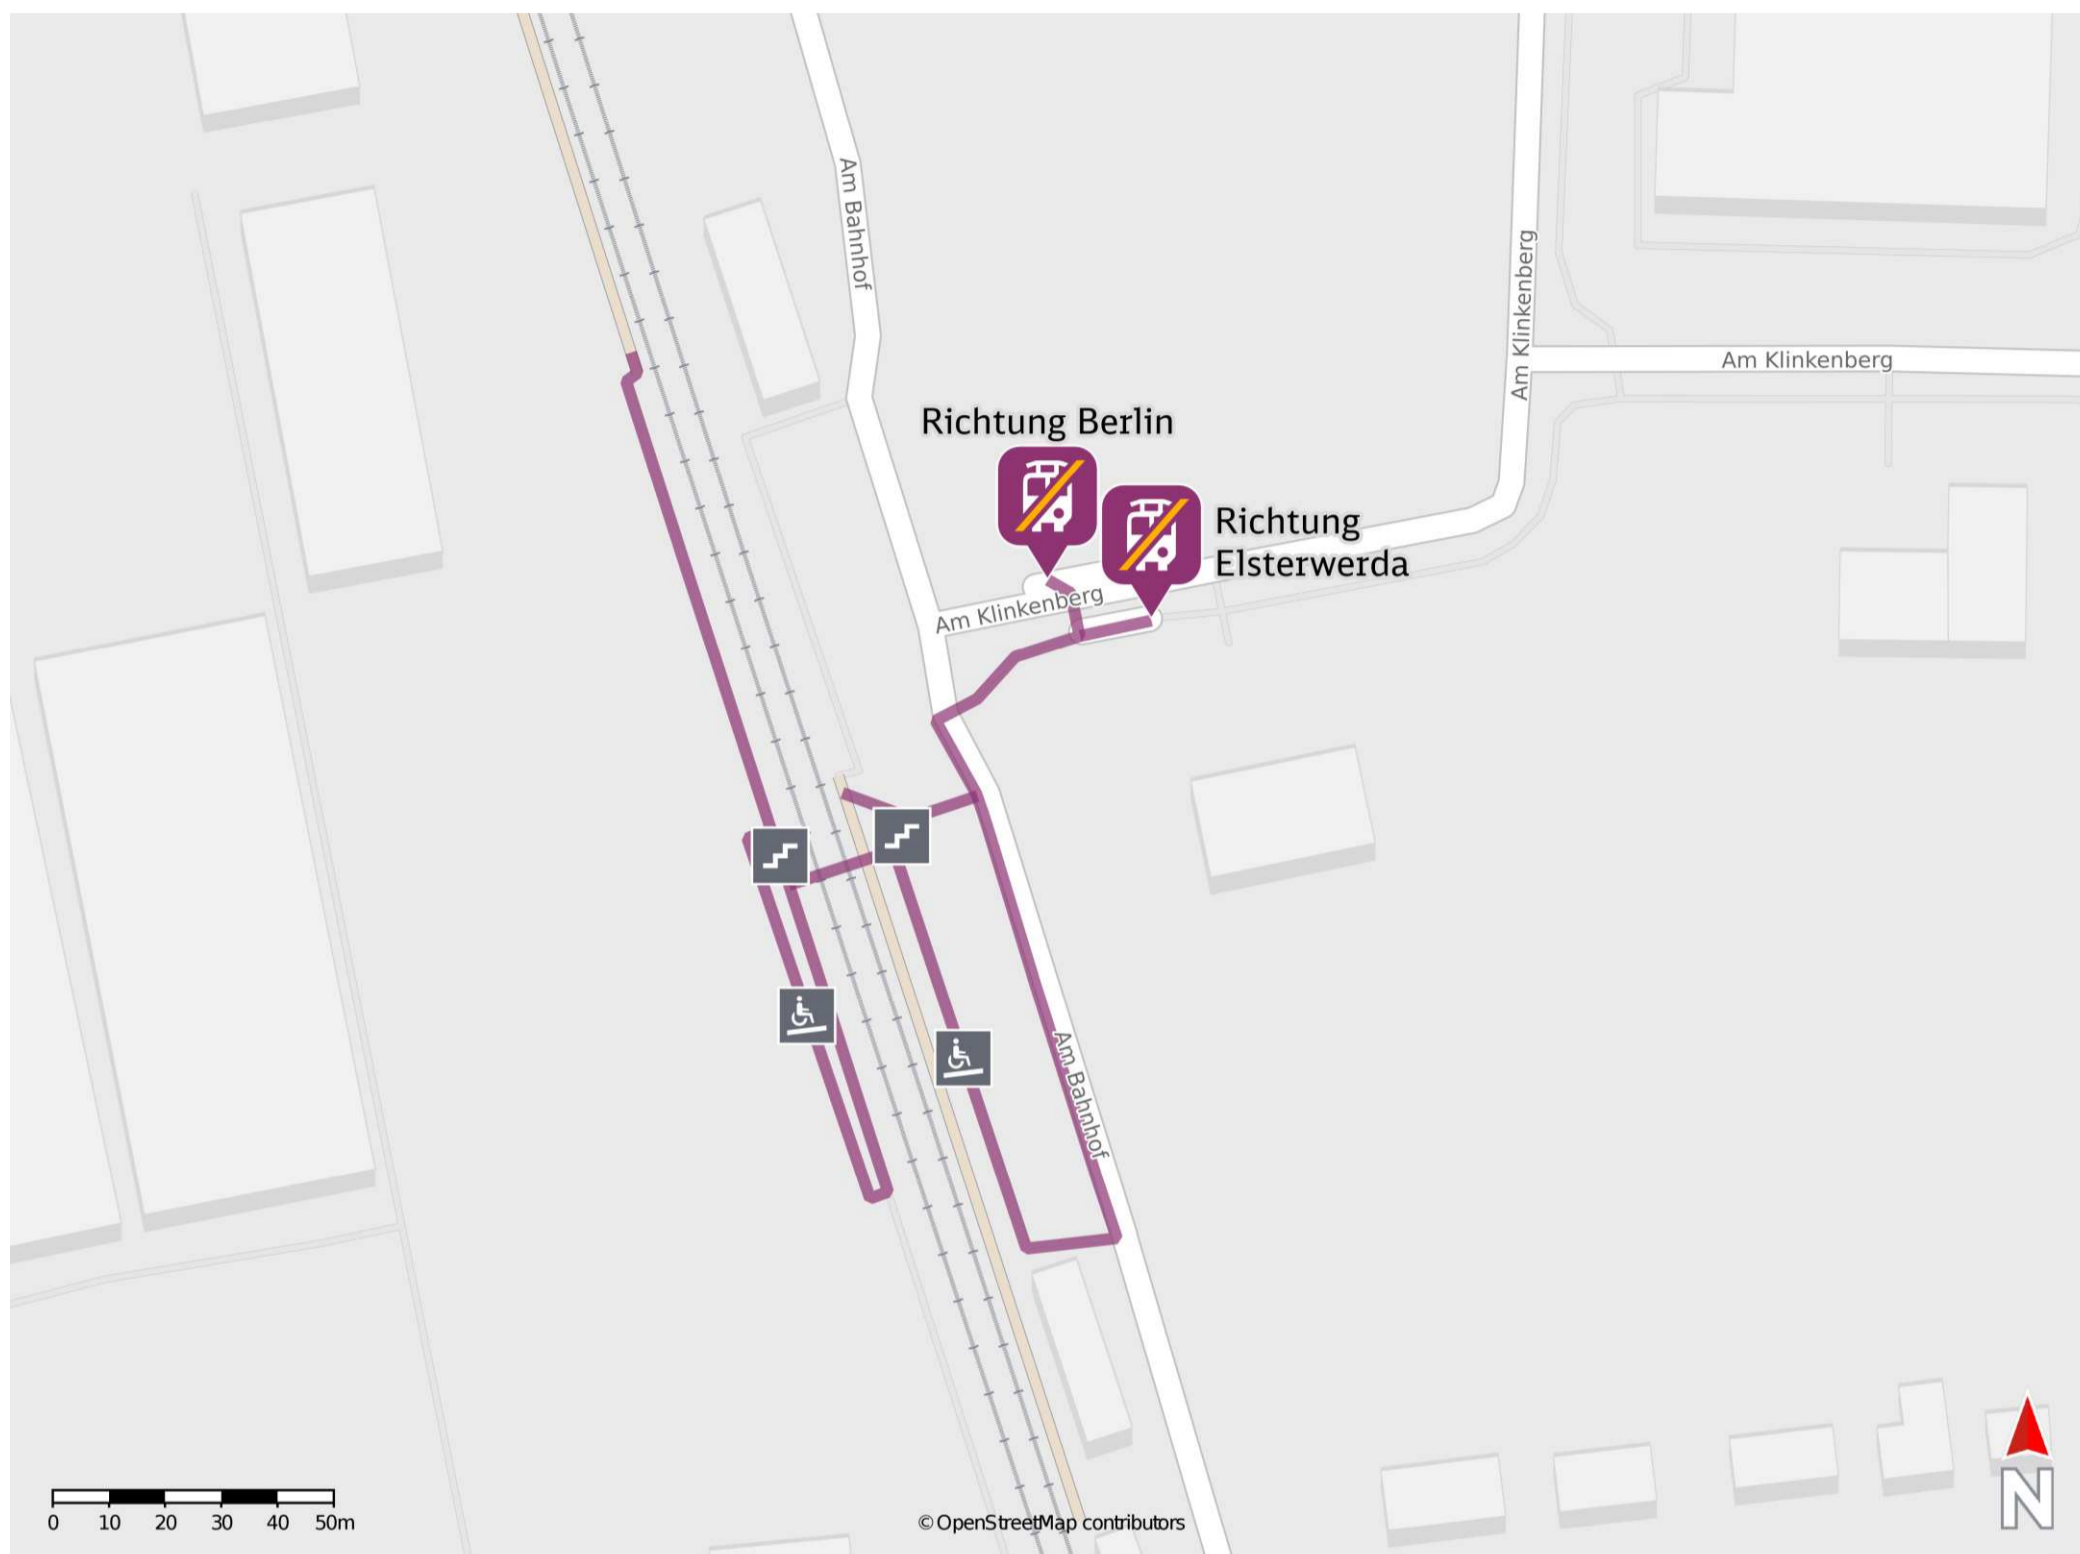 Am Bahnhof
Am Klinkenberg
Am Klinkenberg
Richtung Berlin
Richtung
Elsterwerda
Am Klinkenberg
Am Bahnhof
0 10 20 30 40 50m
© OpenStreetMap contributors
N